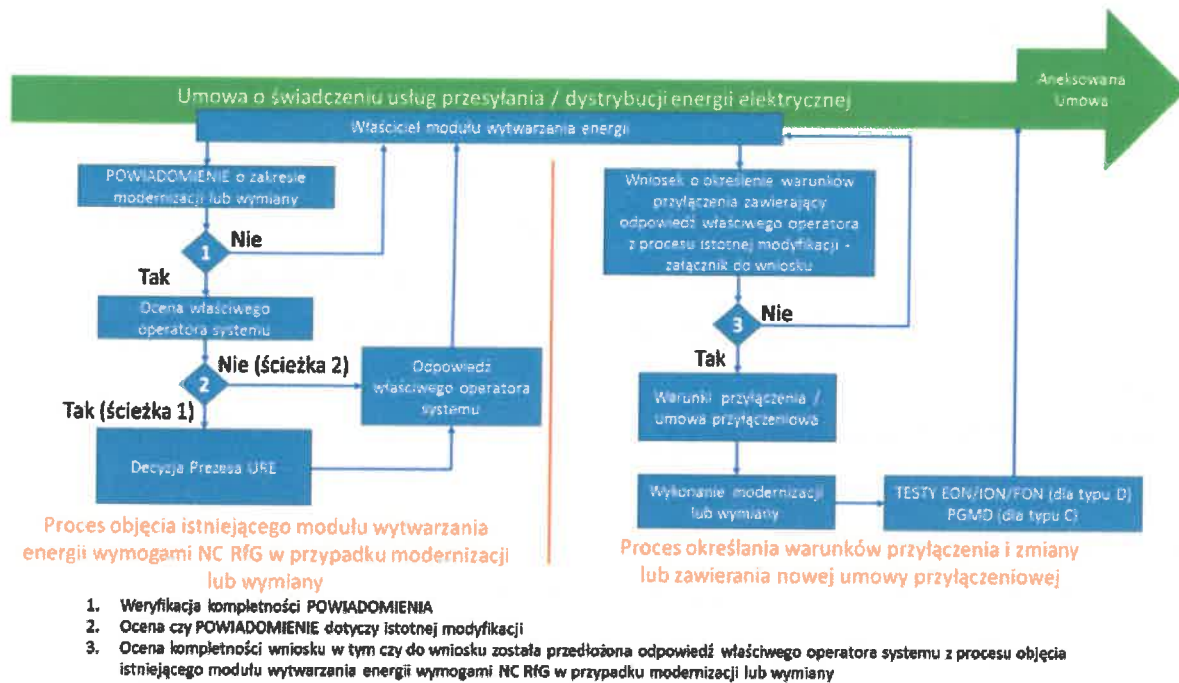 Aneksowana
Umowa
Umowa o świadczeniu usług przesyłania / dystrybucji energii elektrycznej
Właściciel modułu wytwarzania energii
POWIADOMIENIE o zakresie
modernizacji lub wymiany
1
Nie
Tak
Ocena właściwego
operatora systemu
2
Nie (ścieżka 2)
Tak (ścieżka 1)
Odpowiedź
właściwego operatora
systemu
Decyzja Prezesa URE
Proces objęcia istniejącego modułu wytwarzania
energii wymogami NC RfG w przypadku modernizacji
lub wymiany
Wniosek o określenie warunków
przyłączenia zawierający
odpowiedź właściwego operatora
z procesu istotnej modyfikacji -
załącznik do wniosku
3
Nie
Tak
Warunki przyłączenia /
umowa przyłączeniowa
Wykonanie modernizacji
lub wymiany
TESTY EON/ION/FON (dla typu D)
PGMD (dla typu C)
Proces określania warunków przyłączenia i zmiany
lub zawierania nowej umowy przyłączeniowej
1. Weryfikacja kompletności POWIADOMIENIA
2. Ocena czy POWIADOMIENIE dotyczy istotnej modyfikacji
3. Ocena kompletności wniosku w tym czy do wniosku została przedłożona odpowiedź właściwego operatora systemu z procesu objęcia
istniejącego modułu wytwarzania energii wymogami NC RfG w przypadku modernizacji lub wymiany